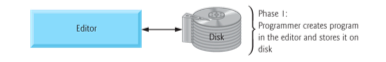 Editor
Disk
Phase 1:
Programmer creates program
in the editor and stores it on
disk